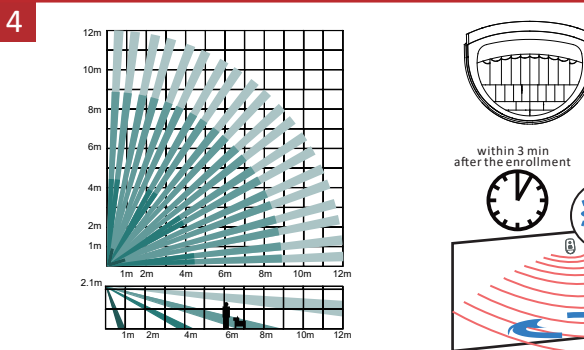 4
12m
10m
8m
6m
4m
2m
1m
1m 2m 4m 6m 8m 10m 12m
2.1m
1m 2m 4m 6m 8m 10m 12m
within 3 min
after the enrollment